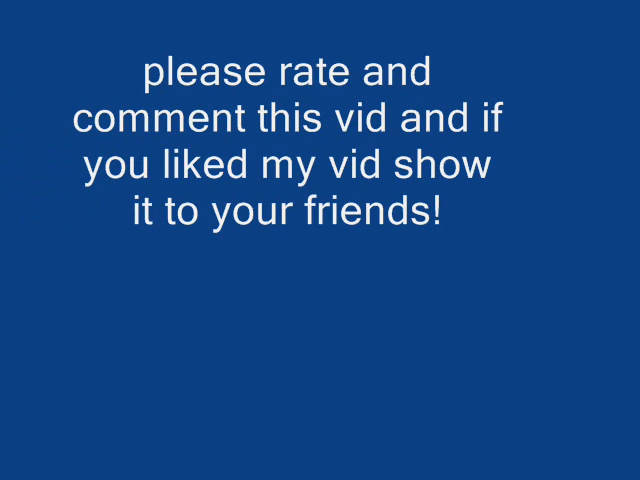 please rate and
comment this vid and if
you liked my vid show
it to your friends!